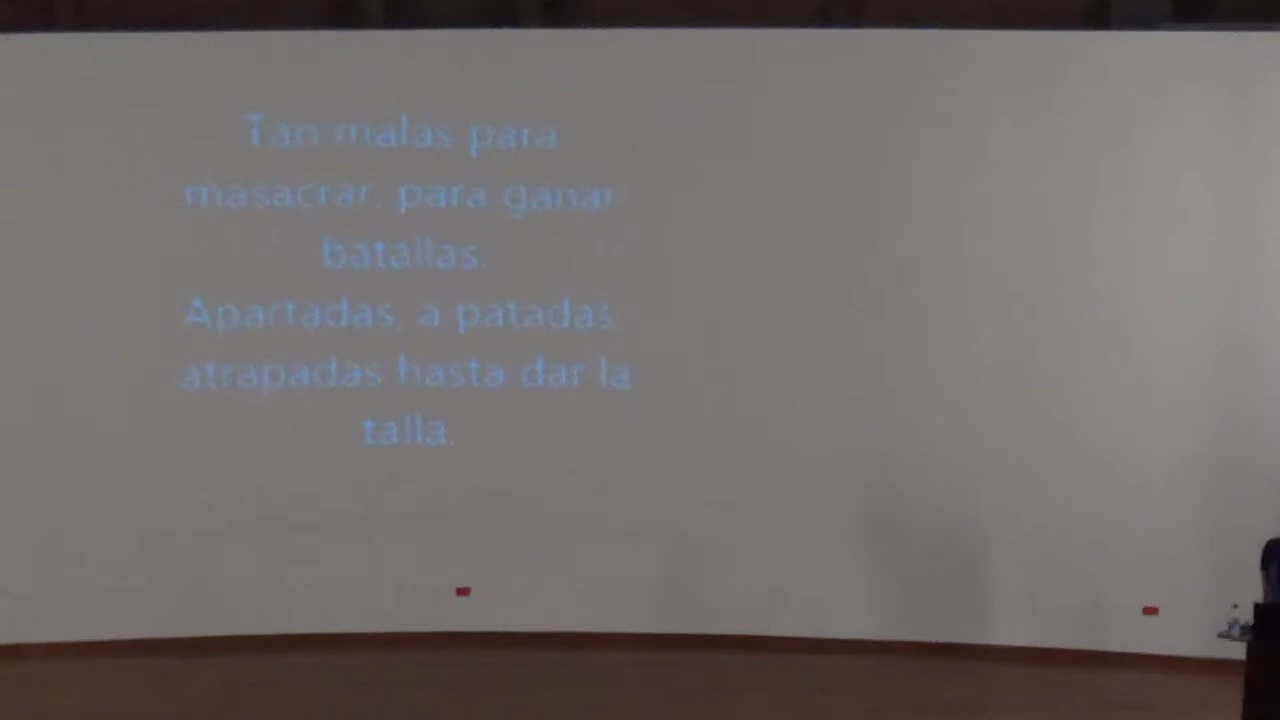 Tan malas para
masacrar, para ganar
batallas.
Apartadas, a patadas,
atrapadas hasta dar la
talla.